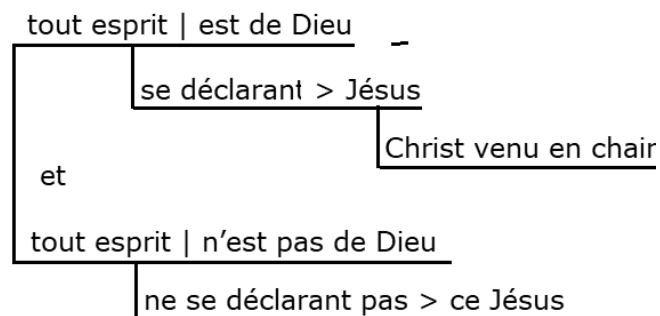 tout esprit | est de Dieu
se déclarant > Jésus
Christ venu en chair
et
tout esprit | n'est pas de Dieu
ne se déclarant pas > ce Jésus